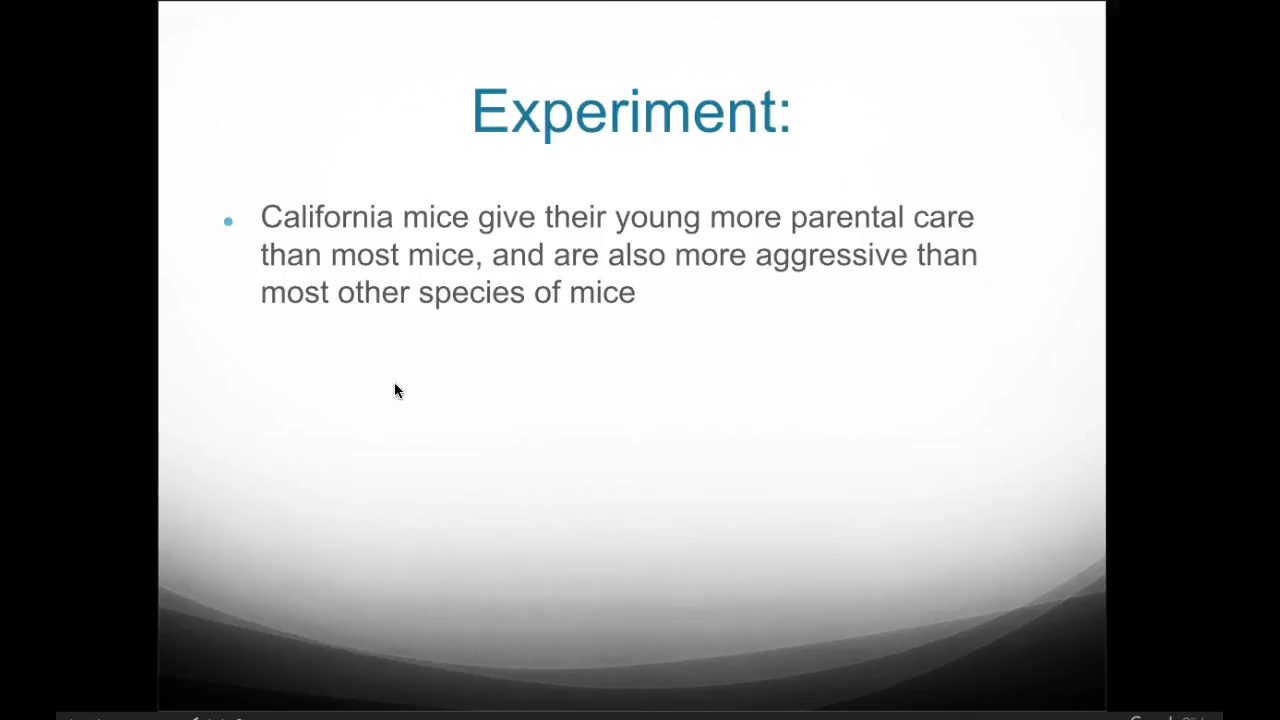 Experiment:
California mice give their young more parental care
than most mice, and are also more aggressive than
most other species of mice